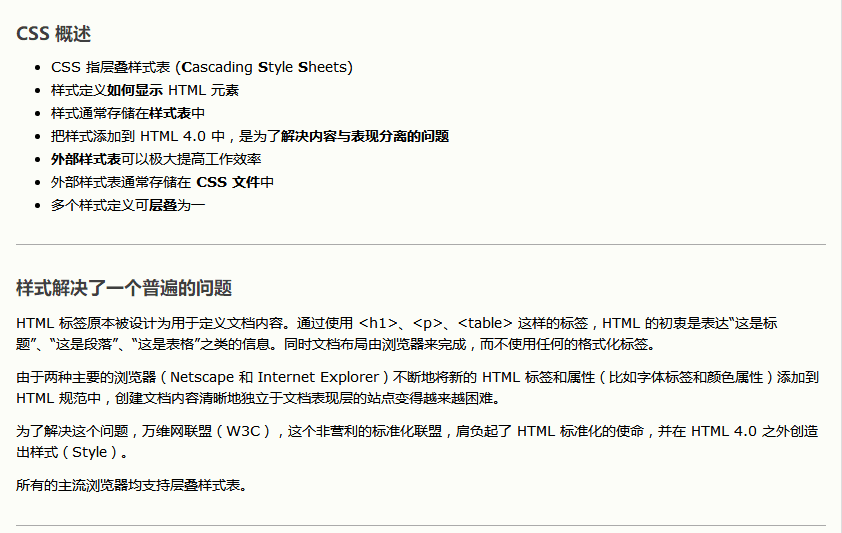 CSS 概述
CSS 指层叠样式表 (Cascading Style Sheets)
样式定义如何显示 HTML 元素
样式通常存储在样式表中
把样式添加到 HTML 4.0 中，是为了解决内容与表现分离的问题
外部样式表可以极大提高工作效率
外部样式表通常存储在 CSS 文件中
多个样式定义可层叠为一
样式解决了一个普遍的问题
HTML 标签原本被设计为用于定义文档内容。通过使用 <h1>、<p>、<table> 这样的标签，HTML 的初衷是表达“这是标
题”、“这是段落”、“这是表格”之类的信息。同时文档布局由浏览器来完成，而不使用任何的格式化标签。
由于两种主要的浏览器（Netscape 和 Internet Explorer）不断地将新的 HTML 标签和属性（比如字体标签和颜色属性）添加到
HTML 规范中，创建文档内容清晰地独立于文档表现层的站点变得越来越困难。
为了解决这个问题，万维网联盟（W3C），这个非营利的标准化联盟，肩负起了 HTML 标准化的使命，并在 HTML 4.0 之外创造
出样式（Style）。
所有的主流浏览器均支持层叠样式表。